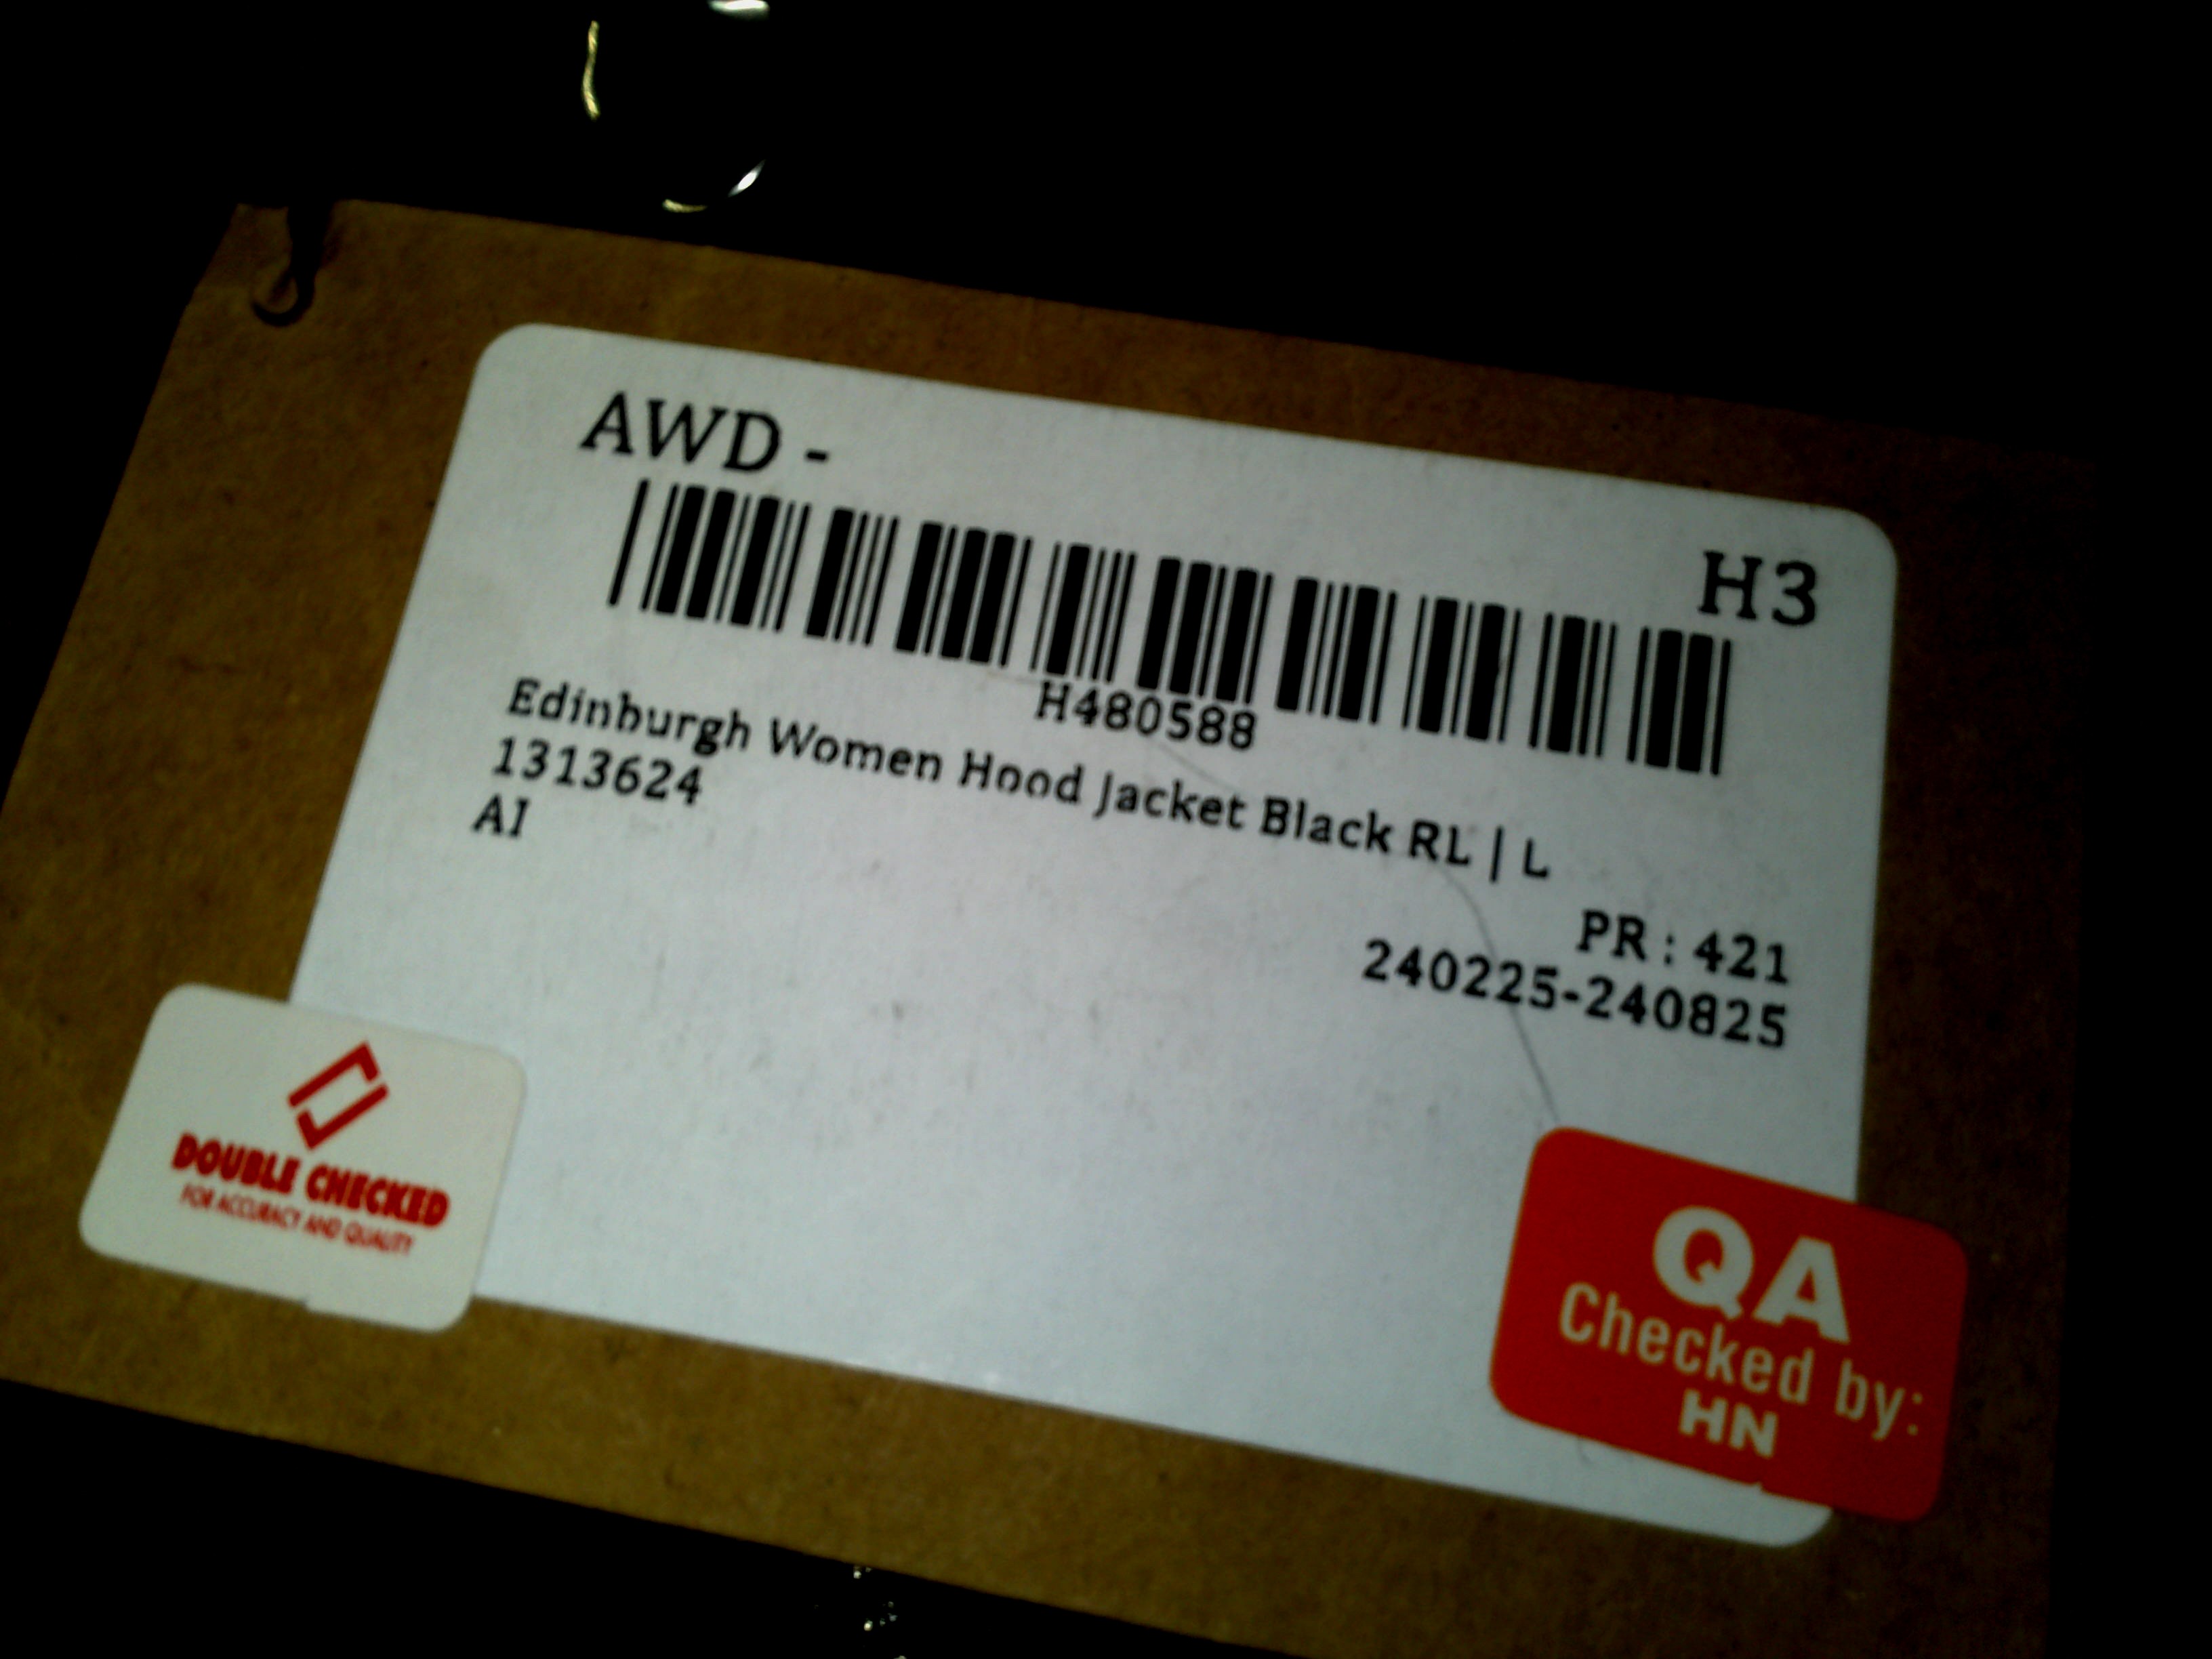 AWD -
H3
H480588
Edinburgh Women Hood Jacket Black RL | L
1313624
AI
PR : 421
240225-240825
DOUBLE CHECKED
FOR ACCURACY AND QUALITY
QA
Checked by:
HN